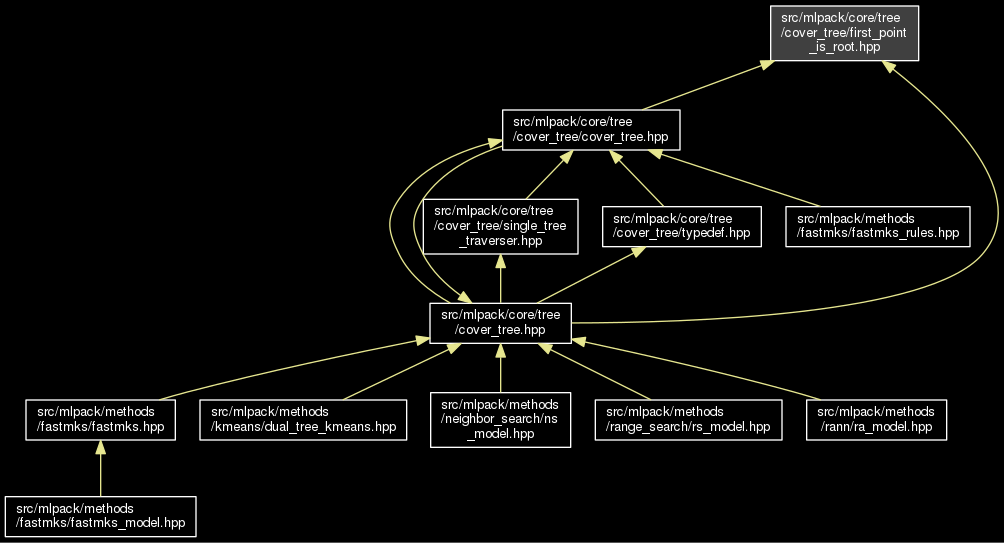 src/mlpack/core/tree
/cover_tree/first_point
_is_root.hpp
src/mlpack/core/tree
/cover_tree/cover_tree.hpp
src/mlpack/core/tree
/cover_tree/single_tree
_traverser.hpp
src/mlpack/core/tree
/cover_tree/typedef.hpp
src/mlpack/methods
/fastmks/fastmks_rules.hpp
src/mlpack/core/tree
/cover_tree.hpp
src/mlpack/methods
/fastmks/fastmks.hpp
src/mlpack/methods
/kmeans/dual_tree_kmeans.hpp
src/mlpack/methods
/neighbor_search/ns
_model.hpp
src/mlpack/methods
/range_search/rs_model.hpp
src/mlpack/methods
/rann/ra_model.hpp
src/mlpack/methods
/fastmks/fastmks_model.hpp